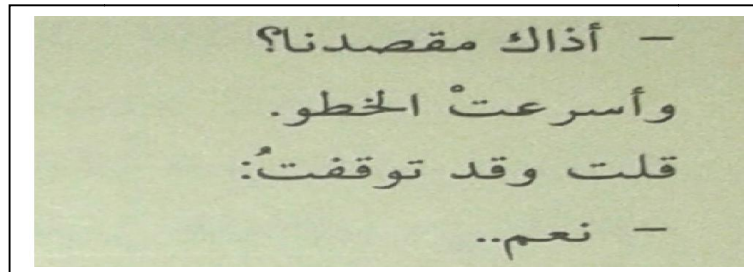 – أذاك مقصدنا؟
وأسرعتْ الخطو.
قلت وقد توقفتُ:
– نعم..